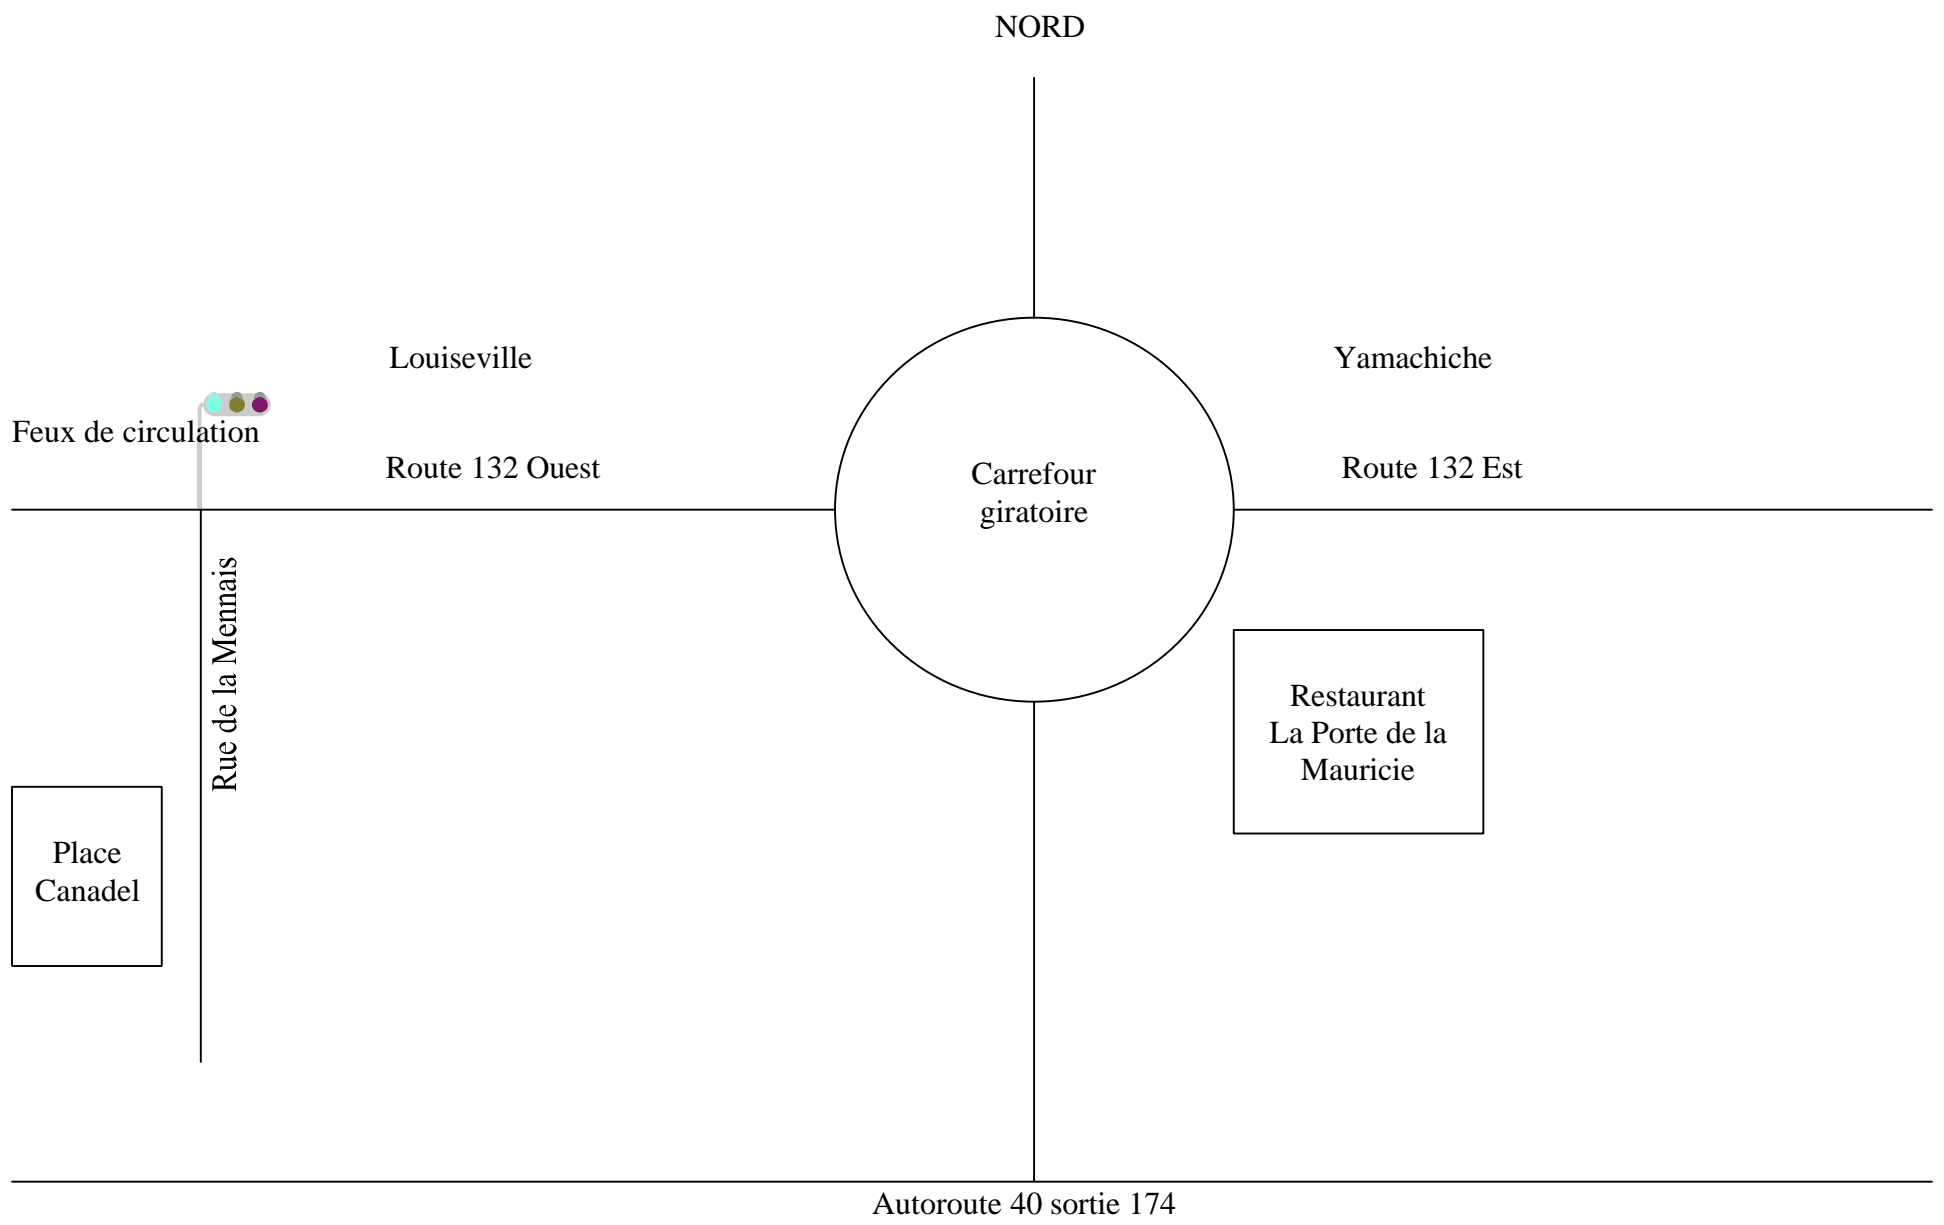 NORD
Louiseville
Yamachiche
Feux de circulation
Route 132 Ouest
Carrefour
giratoire
Route 132 Est
Rue de la Mennais
Restaurant
La Porte de la
Mauricie
Place
Canadel
Autoroute 40 sortie 174